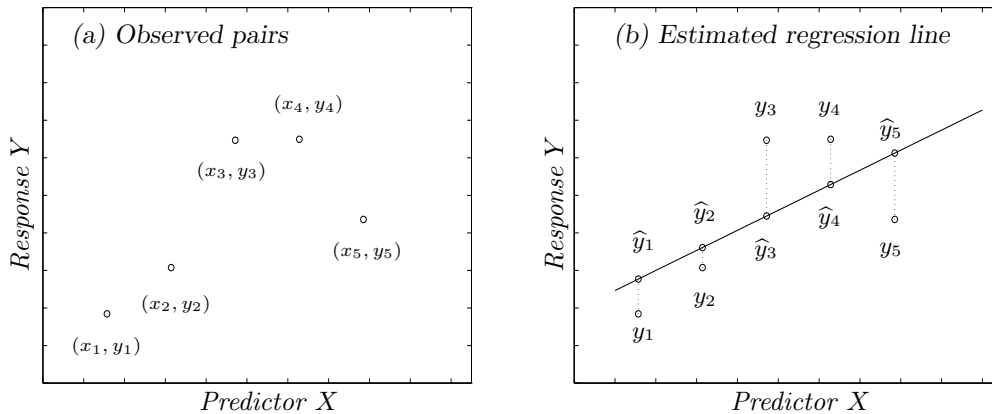 (a) Observed pairs
(x₄, y₄)
(x₃, y₃)
(x₅, y₅)
(x₂, y₂)
(x₁, y₁)
Response Y
Predictor X
(b) Estimated regression line
y₃
y₄
ŷ₅
ŷ₂
ŷ₁
ŷ₃
ŷ₄
y₅
y₂
y₁
Response Y
Predictor X